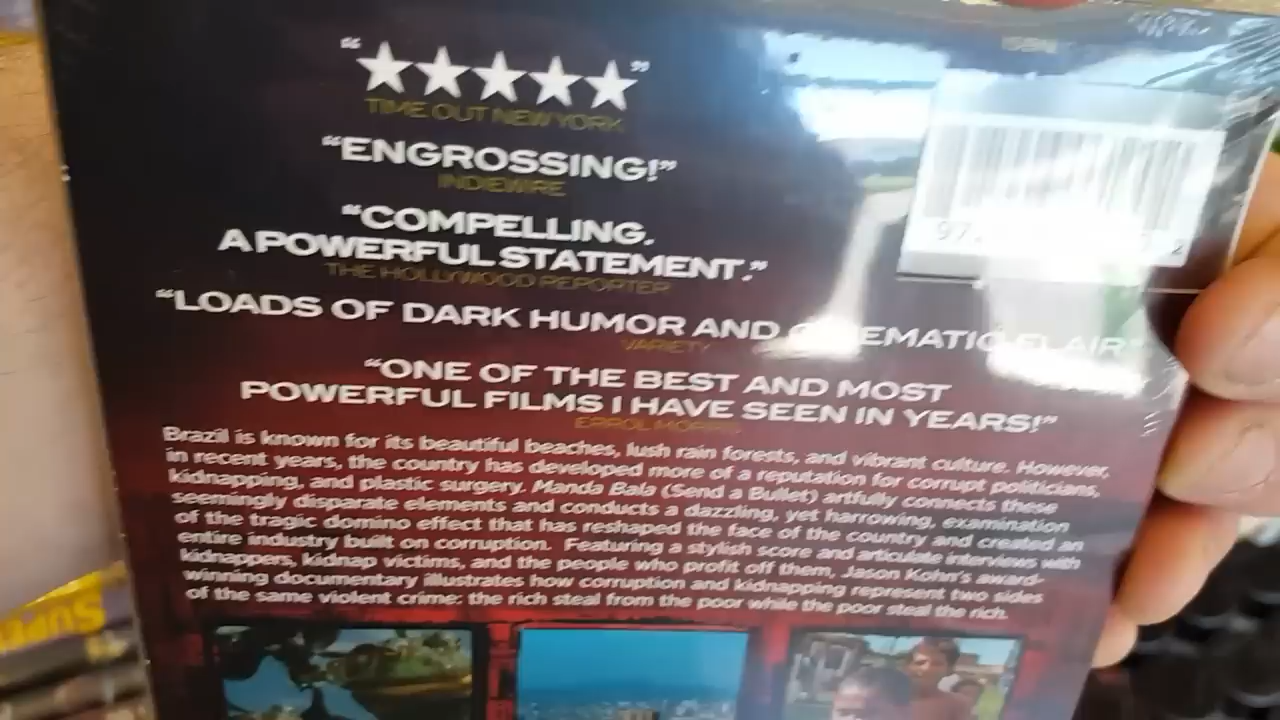 “★★★★★”
TIME OUT NEW YORK
“ENGROSSING!”
INDIEWIRE
“COMPELLING.
A POWERFUL STATEMENT.”
THE HOLLYWOOD REPORTER
“LOADS OF DARK HUMOR AND CINEMATIC FLAIR”
VARIETY
“ONE OF THE BEST AND MOST
POWERFUL FILMS I HAVE SEEN IN YEARS!”
ERROL MORRIS
Brazil is known for its beautiful beaches, lush rain forests, and vibrant culture. However,
in recent years, the country has developed more of a reputation for corrupt politicians,
kidnapping, and plastic surgery. Manda Bala (Send a Bullet) artfully connects these
seemingly disparate elements and conducts a dazzling, yet harrowing, examination
of the tragic domino effect that has reshaped the face of the country and created an
entire industry built on corruption. Featuring a stylish score and articulate interviews with
kidnappers, kidnap victims, and the people who profit off them, Jason Kohn's award-
winning documentary illustrates how corruption and kidnapping represent two sides
of the same violent crime: the rich steal from the poor while the poor steal the rich.